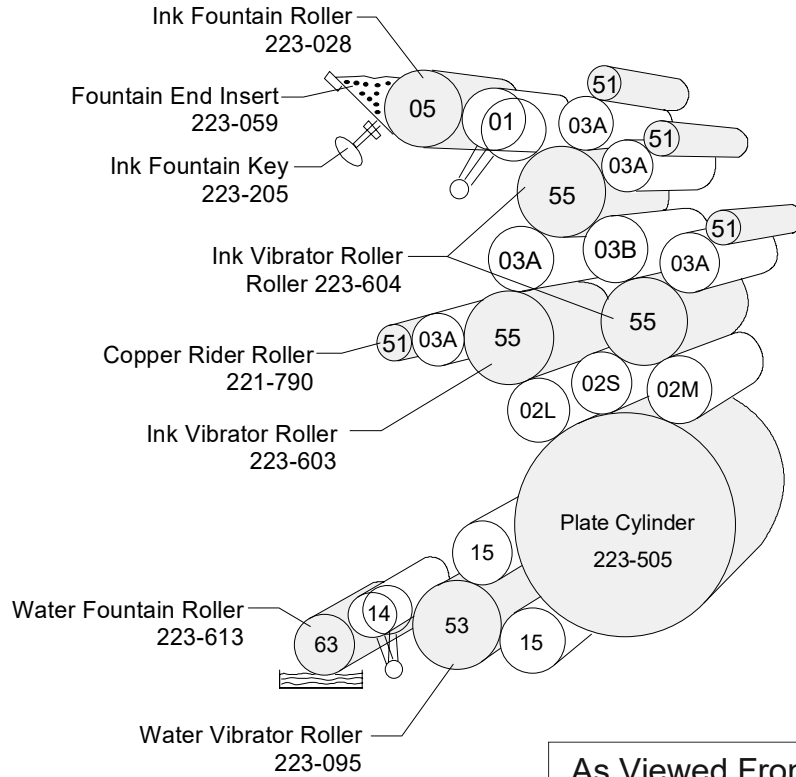 Ink Fountain Roller
223-028
Fountain End Insert
223-059
Ink Fountain Key
223-205
05
01
03A
51
51
03A
55
Ink Vibrator Roller
Roller 223-604
03A
03B
03A
51
51
03A
55
55
Copper Rider Roller
221-790
02L
02S
02M
Ink Vibrator Roller
223-603
Plate Cylinder
223-505
15
Water Fountain Roller
223-613
14
63
53
15
Water Vibrator Roller
223-095
As Viewed From